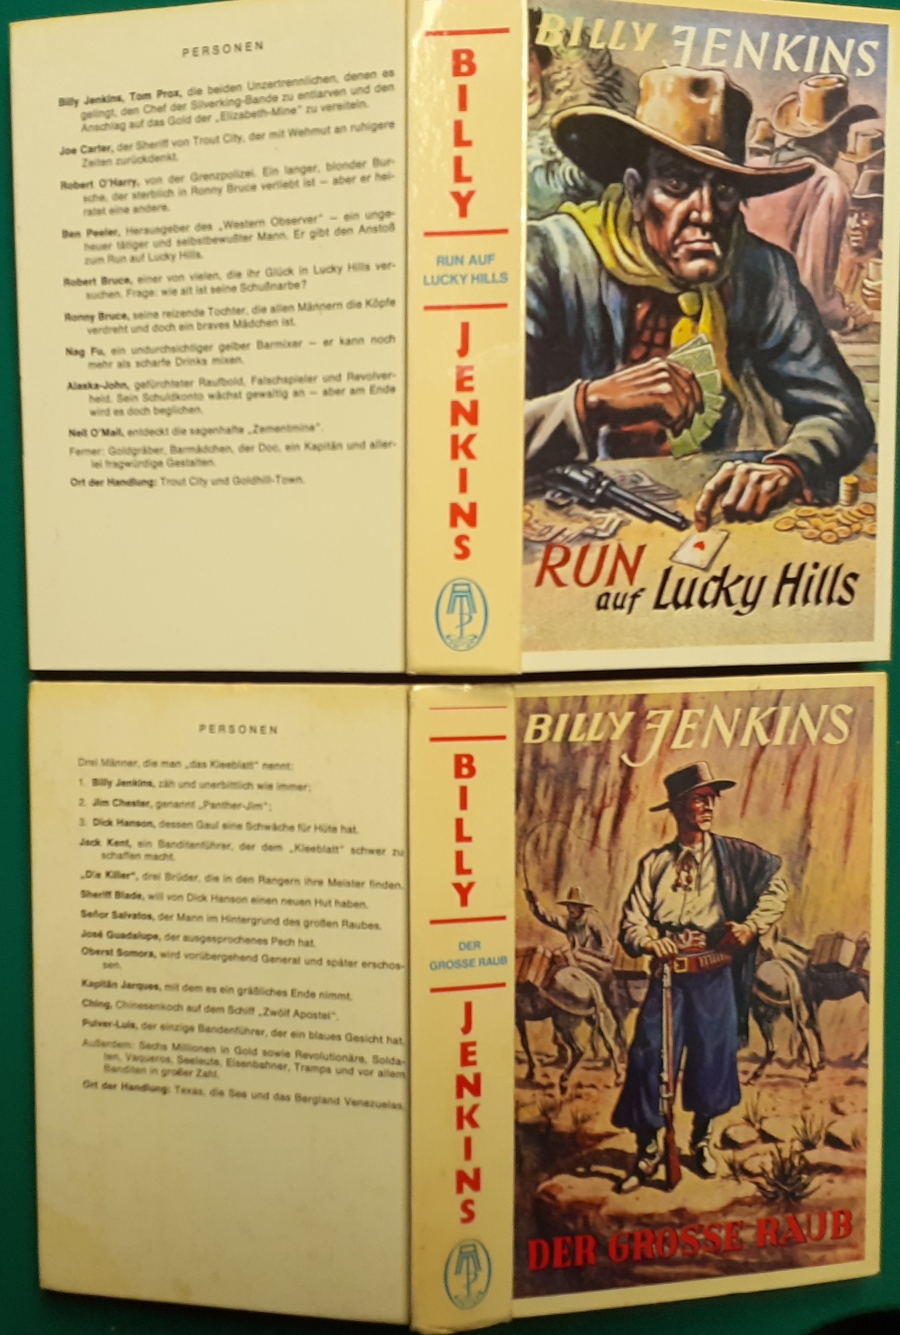 PERSONEN
Billy Jenkins, Tom Prox, die beiden Unzertrennlichen, denen es
gelingt, den Chef der Silverking-Bande zu entlarven und den
Anschlag auf das Gold der „Elizabeth-Mine" zu vereiteln.
Joe Carter, der Sheriff von Trout City, der mit Wehmut an ruhigere
Zeiten zurückdenkt.
Robert O'Harry, von der Grenzpolizei. Ein langer, blonder Bur-
sche, der sterblich in Ronny Bruce verliebt ist — aber er hei-
ratet eine andere.
Ben Peeler, Herausgeber des „Western Observer" — ein unge-
heuer tätiger und selbstbewußter Mann. Er gibt den Anstoß
zum Run auf Lucky Hills.
Robert Bruce, einer von vielen, die ihr Glück in Lucky Hills ver-
suchen. Frage: wie alt ist seine Schußnarbe?
Ronny Bruce, seine reizende Tochter, die allen Männern die Köpfe
verdreht und doch ein braves Mädchen ist.
Nag Fu, ein undurchsichtiger gelber Barmixer — er kann noch
mehr als scharfe Drinks mixen.
Alaska-John, gefürchteter Raufbold, Falschspieler und Revolver-
held. Sein Schuldkonto wächst gewaltig an — aber am Ende
wird es doch beglichen.
Neil O'Mail, entdeckt die sagenhafte „Zementmine".
Ferner: Goldgräber, Barmädchen, der Doc, ein Kapitän und aller-
lei fragwürdige Gestalten.
Ort der Handlung: Trout City und Goldhill-Town.
BILLY
RUN AUF
LUCKY HILLS
JENKINS
BILLY JENKINS
RUN
auf Lucky Hills
PERSONEN
Drei Männer, die man „das Kleeblatt" nennt:
1. Billy Jenkins, zäh und unerbittlich wie immer;
2. Jim Chester, genannt „Panther-Jim";
3. Dick Hanson, dessen Gaul eine Schwäche für Hüte hat.
Jack Kent, ein Banditenführer, der dem „Kleeblatt" schwer zu
schaffen macht.
„Die Killer", drei Brüder, die in den Rangern ihre Meister finden.
Sheriff Blade, will von Dick Hanson einen neuen Hut haben.
Señor Salvatos, der Mann im Hintergrund des großen Raubes.
José Guadalupe, der ausgesprochenes Pech hat.
Oberst Somora, wird vorübergehend General und später erschos-
sen.
Kapitän Jarques, mit dem es ein gräßliches Ende nimmt.
Ching, Chinesenkoch auf dem Schiff „Zwölf Apostel".
Pulver-Luis, der einzige Bandenführer, der ein blaues Gesicht hat.
Außerdem: Sechs Millionen in Gold sowie Revolutionäre, Solda-
ten, Vaqueros, Seeleute, Eisenbahner, Tramps und vor allem
Banditen in großer Zahl.
Ort der Handlung: Texas, die See und das Bergland Venezuelas.
BILLY
DER
GROSSE RAUB
JENKINS
BILLY JENKINS
DER GROSSE RAUB